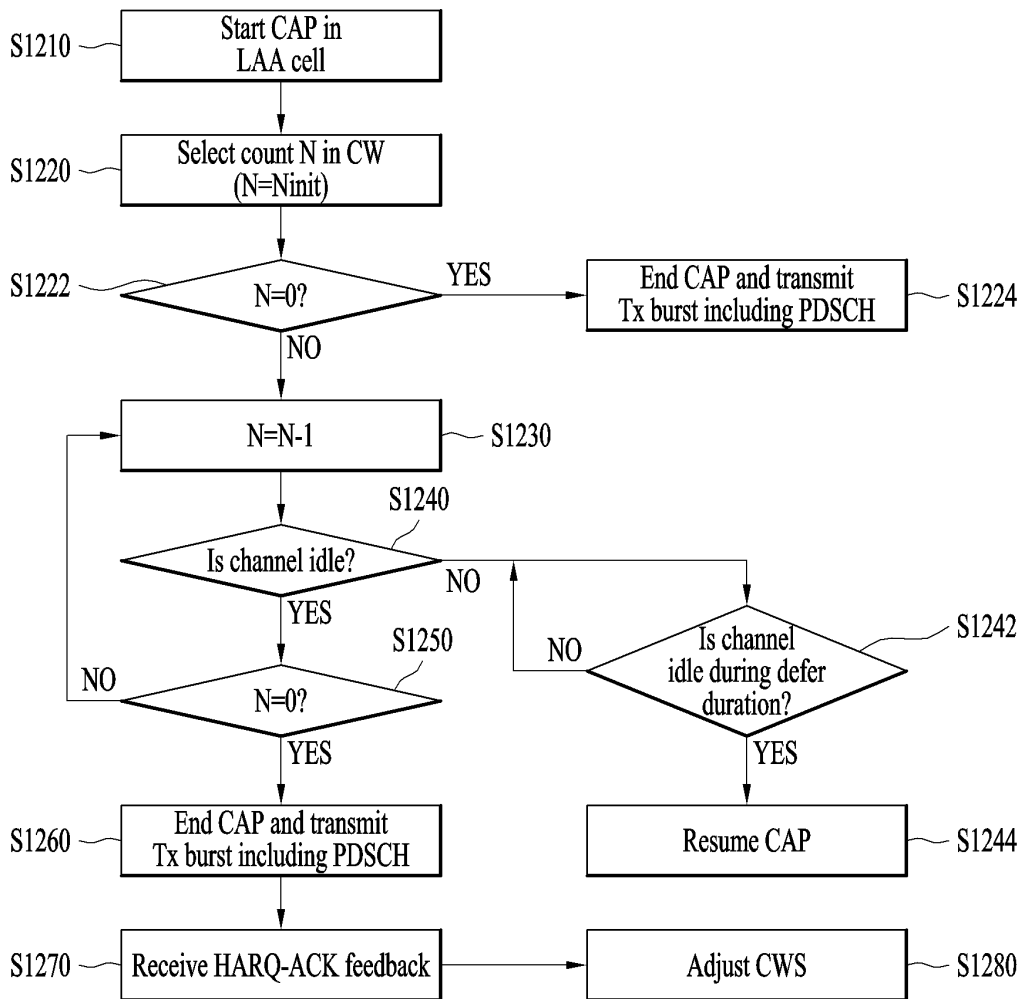 S1210
Start CAP in
LAA cell
S1220
Select count N in CW
(N=Ninit)
S1222
N=0?
YES
End CAP and transmit
Tx burst including PDSCH
S1224
NO
N=N-1
S1230
S1240
Is channel idle?
NO
YES
S1242
Is channel
idle during defer
duration?
NO
S1250
NO
N=0?
YES
YES
S1260
End CAP and transmit
Tx burst including PDSCH
Resume CAP
S1244
S1270
Receive HARQ-ACK feedback
Adjust CWS
S1280